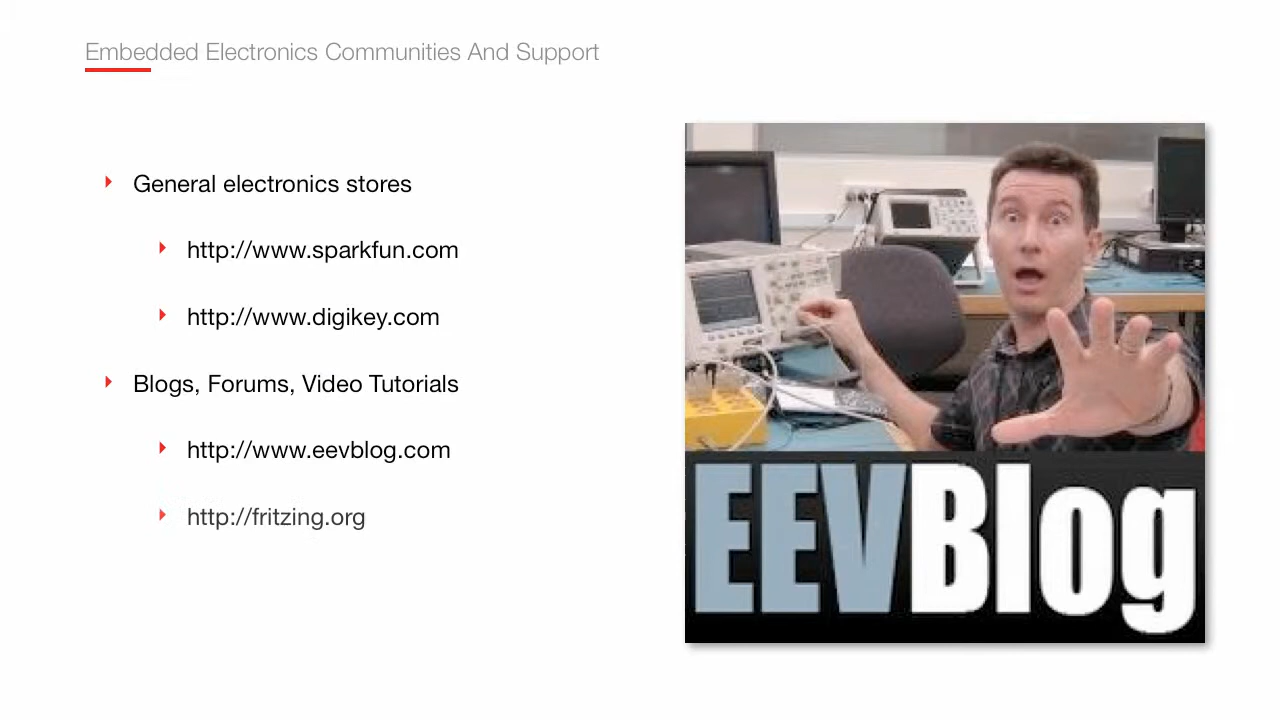 Embedded Electronics Communities And Support
General electronics stores
http://www.sparkfun.com
http://www.digikey.com
Blogs, Forums, Video Tutorials
http://www.eevblog.com
http://fritzing.org
EEVBlog